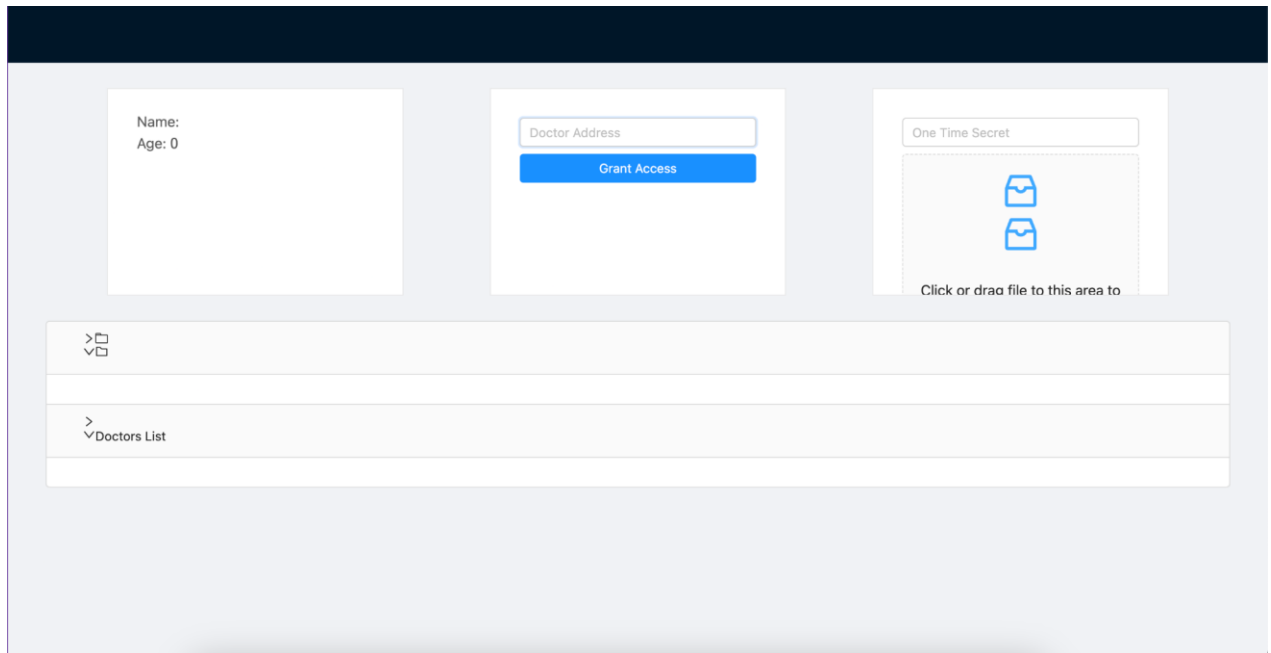 Name:
Age: 0
Doctor Address
Grant Access
One Time Secret
Click or drag file to this area to
Doctors List